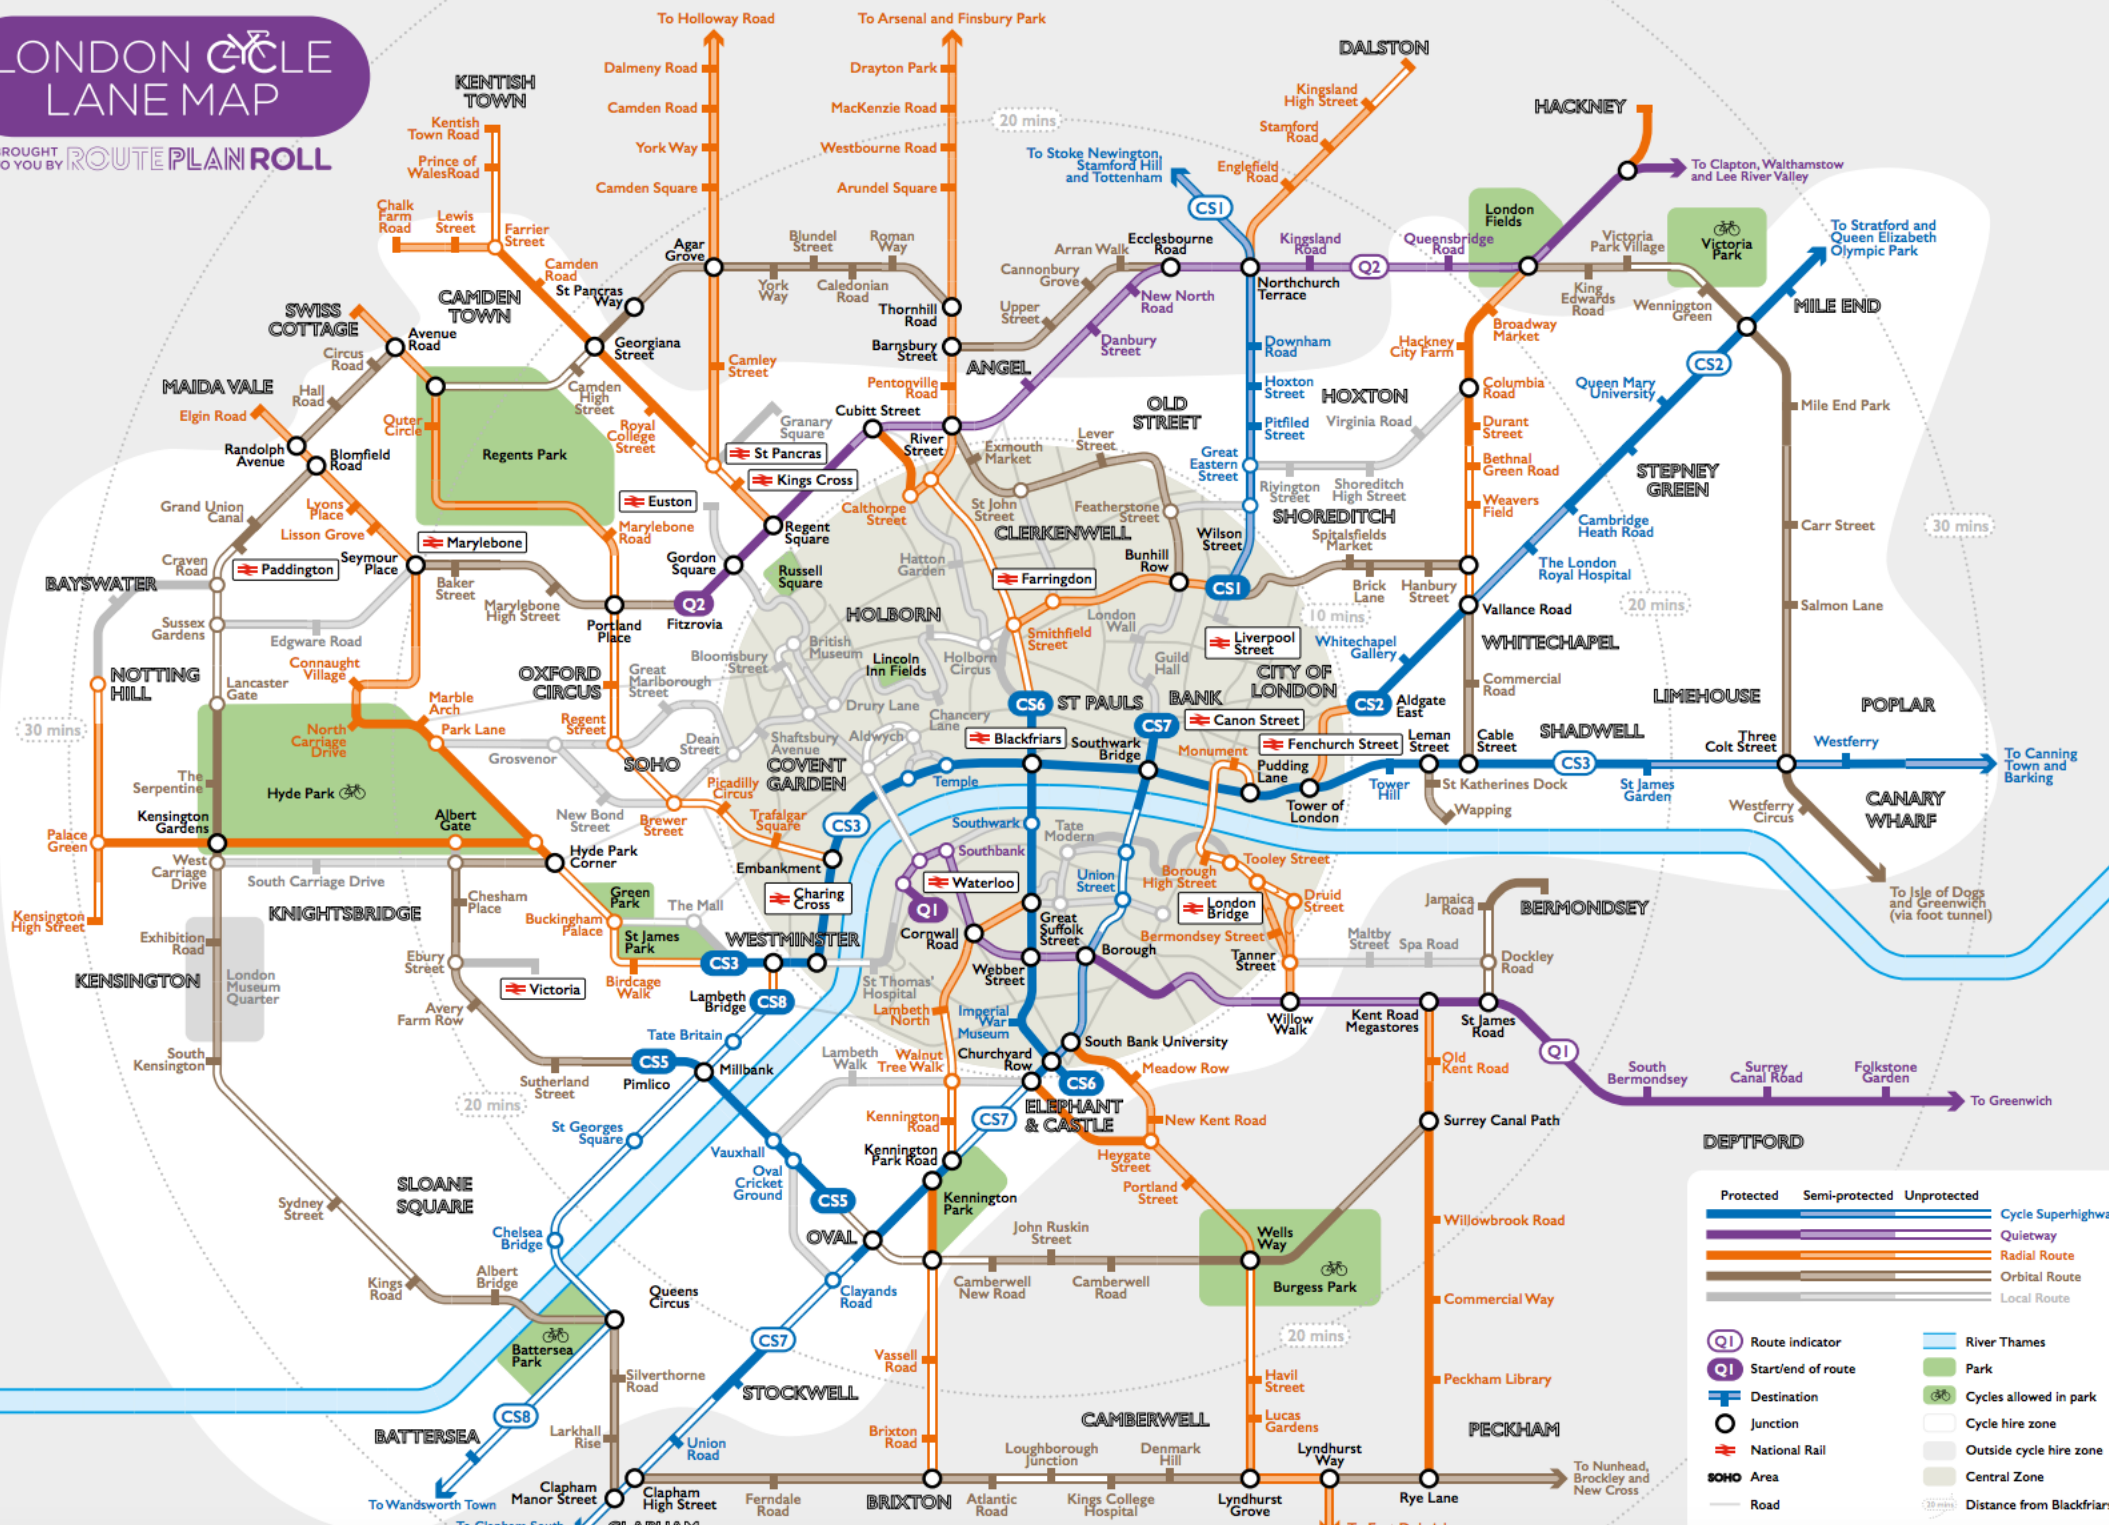 LONDON CYCLE
LANE MAP
BROUGHT
TO YOU BY ROUTEPLANROLL
To Holloway Road
Dalmeny Road
Camden Road
York Way
Camden Square
To Arsenal and Finsbury Park
Drayton Park
MacKenzie Road
Westbourne Road
Arundel Square
20 mins
DALSTON
Kingsland
High Street
Stamford
Road
Englefield
Road
HACKNEY
To Clapton, Walthamstow
and Lee River Valley
To Stoke Newington,
Stamford Hill
and Tottenham
CS1
KENTISH
TOWN
Kentish
Town Road
Prince of
WalesRoad
Chalk
Farm
Road
Lewis
Street
Farrier
Street
Camden
Road
St Pancras
Way
CAMDEN
TOWN
Agar
Grove
Blundel
Street
Roman
Way
York
Way
Caledonian
Road
Thornhill
Road
Barnsbury
Street
Upper
Street
Cannonbury
Grove
Arran Walk
Ecclesbourne
Road
New North
Road
Danbury
Street
ANGEL
Northchurch
Terrace
Kingsland
Road
Q2
Queensbridge
Road
London
Fields
Victoria
Park Village
King
Edwards
Road
Wennington
Green
Victoria
Park
To Stratford and
Queen Elizabeth
Olympic Park
MILE END
SWISS
COTTAGE
Avenue
Road
Circus
Road
Hall
Road
MAIDA VALE
Elgin Road
Randolph
Avenue
Blomfield
Road
Lyons
Place
Lisson Grove
Grand Union
Canal
Craven
Road
Outer
Circle
Regents Park
Georgiana
Street
Camden
High
Street
Royal
College
Street
Camley
Street
Granary
Square
St Pancras
Kings Cross
Euston
Cubitt Street
Pentonville
Road
River
Street
Calthorpe
Street
Exmouth
Market
Lever
Street
St John
Street
Featherstone
Street
CLERKENWELL
OLD
STREET
Downham
Road
Hoxton
Street
Pitfiled
Street
Great
Eastern
Street
HOXTON
Virginia Road
Rivington
Street
Shoreditch
High Street
SHOREDITCH
Broadway
Market
Hackney
City Farm
Columbia
Road
Durant
Street
Bethnal
Green Road
Weavers
Field
CS2
Queen Mary
University
STEPNEY
GREEN
Cambridge
Heath Road
The London
Royal Hospital
Mile End Park
Carr Street
Salmon Lane
30 mins
20 mins
BAYSWATER
Paddington
Seymour
Place
Marylebone
Baker
Street
Marylebone
High Street
Marylebone
Road
Portland
Place
Gordon
Square
Regent
Square
Q2
Fitzrovia
Russell
Square
Hatton
Garden
HOLBORN
Farringdon
Bunhill
Row
Wilson
Street
CS1
Spitalsfields
Market
Brick
Lane
Hanbury
Street
10 mins
Vallance Road
WHITECHAPEL
Whitechapel
Gallery
Liverpool
Street
London
Wall
Guild
Hall
Smithfield
Street
Holborn
Circus
Lincoln
Inn Fields
British
Museum
Bloomsbury
Street
Sussex
Gardens
Edgware Road
Connaught
Village
NOTTING
HILL
Lancaster
Gate
Marble
Arch
Park Lane
North
Carriage
Drive
30 mins
OXFORD
CIRCUS
Great
Marlborough
Street
Regent
Street
Grosvenor
SOHO
Dean
Street
Drury Lane
Chancery
Lane
Aldwych
Shaftsbury
Avenue
COVENT
GARDEN
CS6
ST PAULS
BANK
CITY OF
LONDON
CS7
Canon Street
Blackfriars
Southwark
Bridge
Monument
Fenchurch Street
CS2
Aldgate
East
Commercial
Road
LIMEHOUSE
POPLAR
SHADWELL
Leman
Street
Cable
Street
CS3
St James
Garden
Three
Colt Street
Westferry
To Canning
Town and
Barking
The
Serpentine
Hyde Park
Kensington
Gardens
Palace
Green
Albert
Gate
Hyde Park
Corner
New Bond
Street
Brewer
Street
Picadilly
Circus
Trafalgar
Square
CS3
Temple
Embankment
Southwark
Tate
Modern
Pudding
Lane
Tower of
London
Tower
Hill
St Katherines Dock
Wapping
Westferry
Circus
CANARY
WHARF
To Isle of Dogs
and Greenwich
(via foot tunnel)
West
Carriage
Drive
South Carriage Drive
Kensington
High Street
KNIGHTSBRIDGE
Chesham
Place
Buckingham
Palace
Green
Park
The Mall
St James
Park
Charing
Cross
WESTMINSTER
Southbank
Waterloo
Q1
Union
Street
Borough
High Street
Tooley Street
London
Bridge
Druid
Street
Bermondsey Street
Jamaica
Road
BERMONDSEY
Maltby
Street
Spa Road
Tanner
Street
Dockley
Road
Exhibition
Road
KENSINGTON
London
Museum
Quarter
Ebury
Street
Victoria
Birdcage
Walk
CS3
Lambeth
Bridge
CS8
St Thomas'
Hospital
Cornwall
Road
Great
Suffolk
Street
Webber
Street
Borough
Lambeth
North
Imperial
War
Museum
Willow
Walk
Kent Road
Megastores
St James
Road
Q1
South
Bermondsey
Surrey
Canal Road
Folkstone
Garden
To Greenwich
Avery
Farm Row
South
Kensington
Sutherland
Street
CS5
Pimlico
Tate Britain
Millbank
Lambeth
Walk
Walnut
Tree Walk
Churchyard
Row
South Bank University
CS6
Meadow Row
ELEPHANT
& CASTLE
New Kent Road
Old
Kent Road
Surrey Canal Path
DEPTFORD
20 mins
St Georges
Square
Vauxhall
Oval
Cricket
Ground
CS5
Kennington
Road
CS7
Kennington
Park Road
Kennington
Park
Heygate
Street
Portland
Street
SLOANE
SQUARE
Sydney
Street
Kings
Road
Albert
Bridge
Chelsea
Bridge
Queens
Circus
OVAL
Clayands
Road
John Ruskin
Street
Camberwell
New Road
Camberwell
Road
Wells
Way
Burgess Park
20 mins
Willowbrook Road
Commercial Way
Peckham Library
PECKHAM
Battersea
Park
CS8
BATTERSEA
To Wandsworth Town
CS7
STOCKWELL
Silverthorne
Road
Larkhall
Rise
Union
Road
Clapham
Manor Street
Clapham
High Street
Vassell
Road
Brixton
Road
Ferndale
Road
BRIXTON
Atlantic
Road
Loughborough
Junction
Kings College
Hospital
Denmark
Hill
CAMBERWELL
Havil
Street
Lucas
Gardens
Lyndhurst
Grove
Lyndhurst
Way
Rye Lane
To Nunhead,
Brockley and
New Cross
Protected Semi-protected Unprotected
Cycle Superhighwa
Quietway
Radial Route
Orbital Route
Local Route
Q1 Route indicator
Q1 Start/end of route
Destination
Junction
National Rail
SOHO Area
Road
River Thames
Park
Cycles allowed in park
Cycle hire zone
Outside cycle hire zone
Central Zone
20 mins Distance from Blackfriars